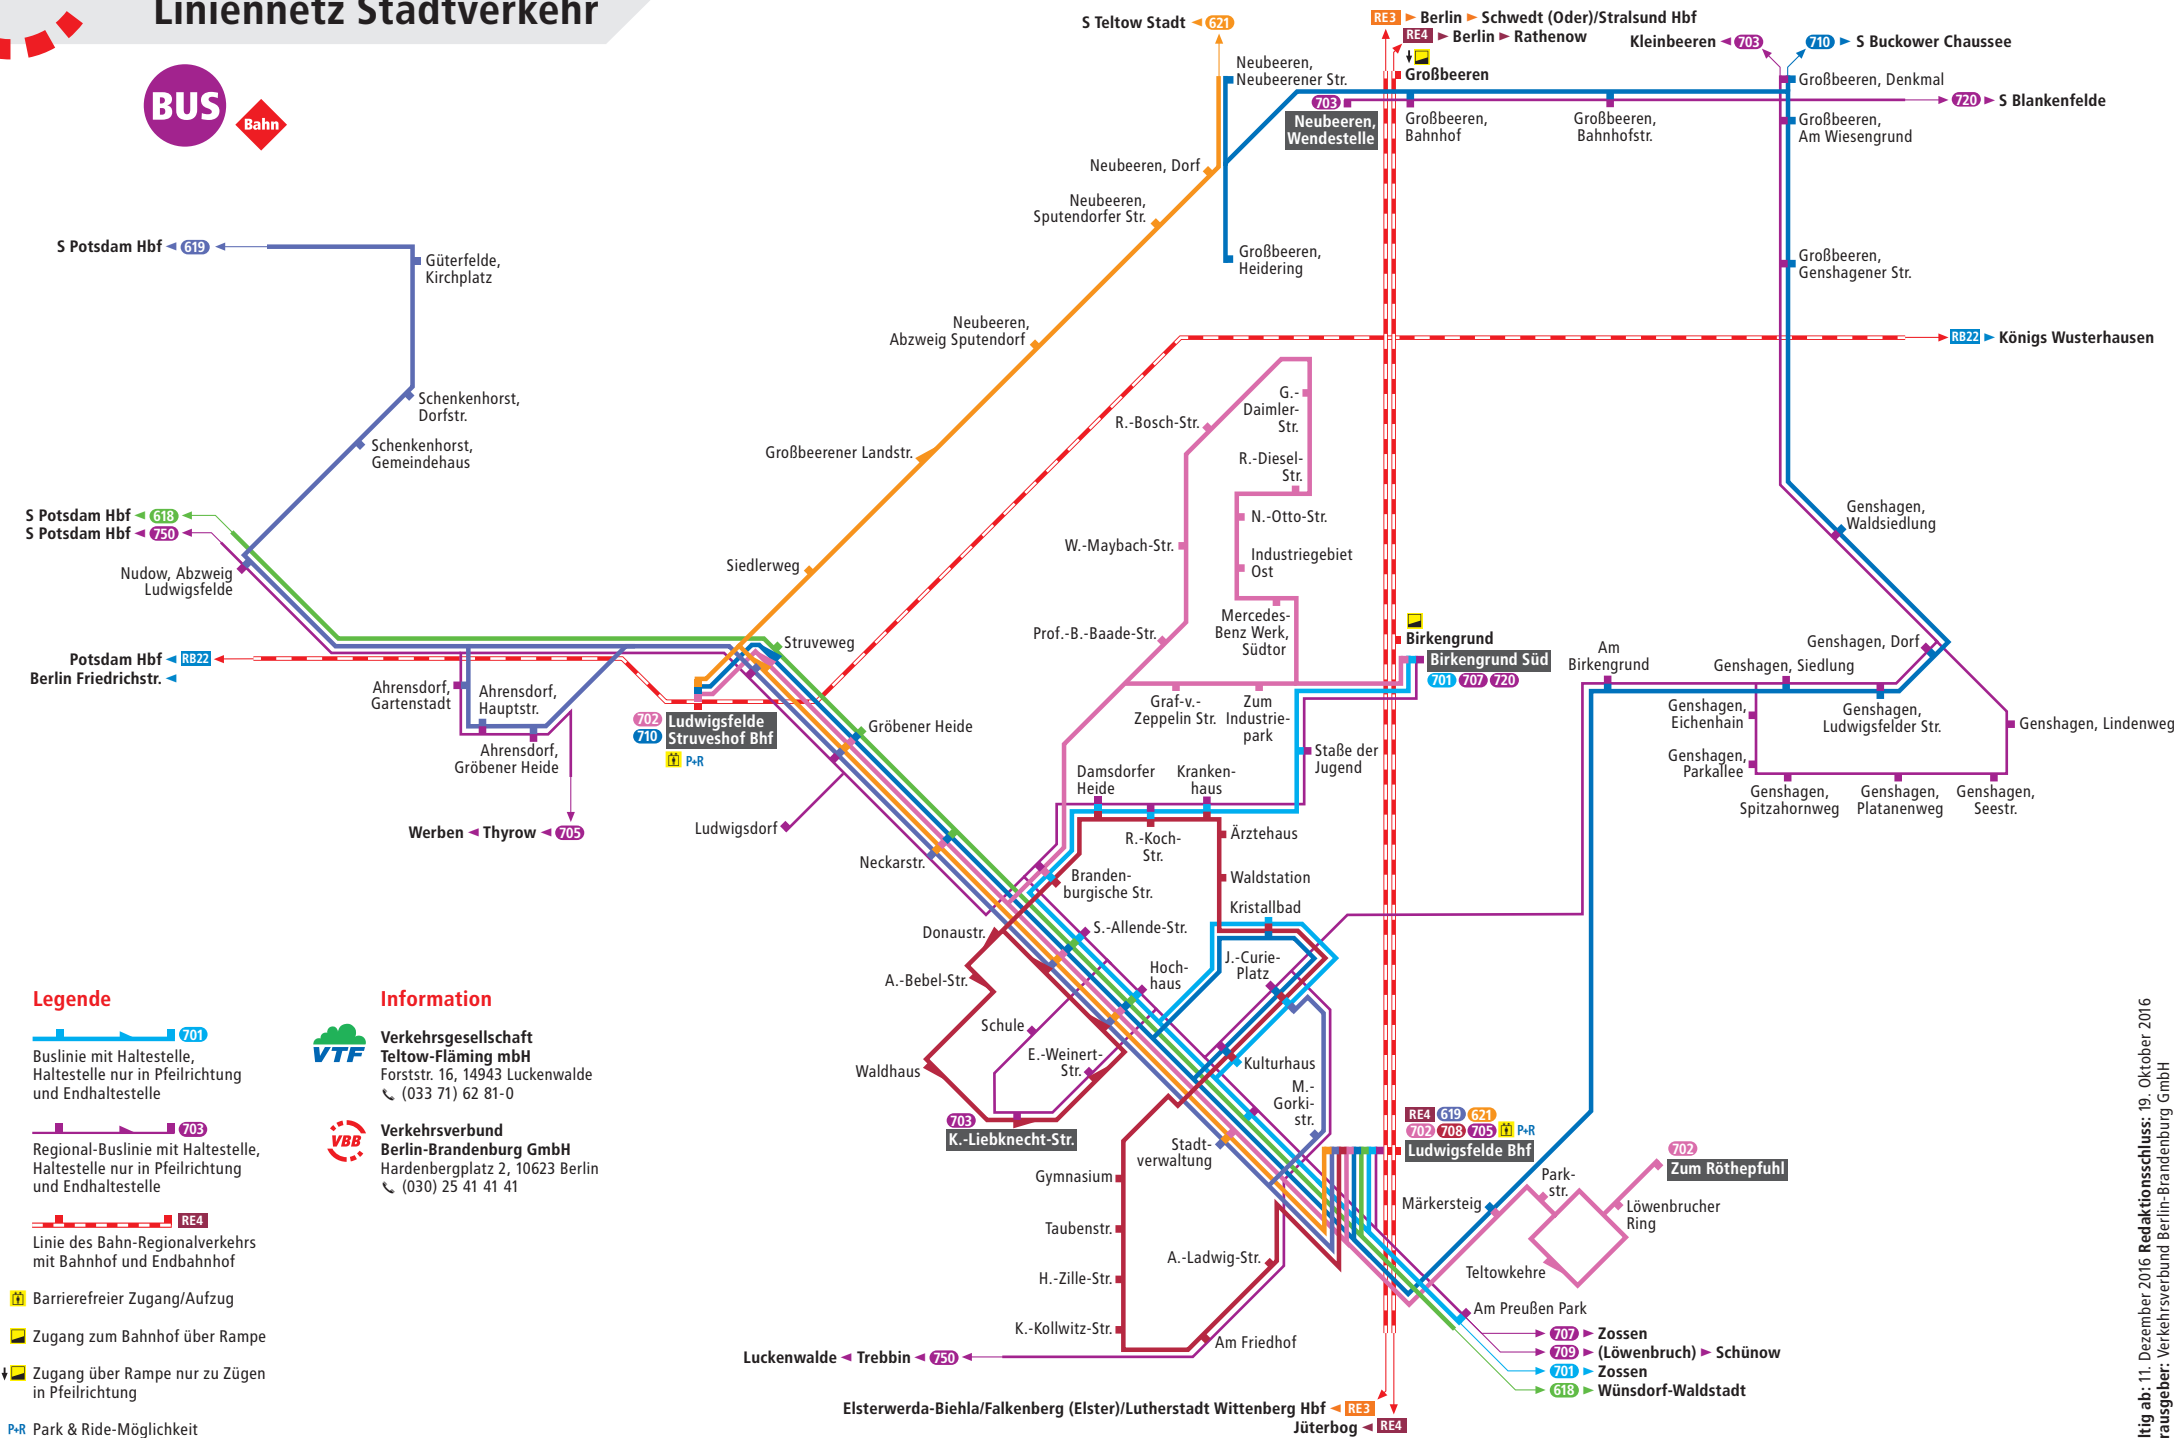 Liniennetz Stadtverkehr
BUS
Bahn
S Teltow Stadt 621
RE3 Berlin Schwedt (Oder)/Stralsund Hbf
RE4 Berlin Rathenow
Kleinbeeren 703
710 S Buckower Chaussee
Neubeeren,
Neubeerener Str.
Großbeeren
Großbeeren, Denkmal
703
Neubeeren,
Wendestelle
Großbeeren,
Bahnhof
Großbeeren,
Bahnhofstr.
720 S Blankenfelde
Großbeeren,
Am Wiesengrund
Neubeeren, Dorf
Neubeeren,
Sputendorfer Str.
Großbeeren,
Heidering
Großbeeren,
Genshagener Str.
S Potsdam Hbf 619
Güterfelde,
Kirchplatz
Neubeeren,
Abzweig Sputendorf
RB22 Königs Wusterhausen
Schenkenhorst,
Dorfstr.
Schenkenhorst,
Gemeindehaus
Großbeerener Landstr.
G.-
Daimler-
Str.
R.-Bosch-Str.
R.-Diesel-
Str.
N.-Otto-Str.
W.-Maybach-Str.
Industriegebiet
Ost
Mercedes-
Benz Werk,
Südtor
Prof.-B.-Baade-Str.
Genshagen,
Waldsiedlung
S Potsdam Hbf 618
S Potsdam Hbf 750
Nudow, Abzweig
Ludwigsfelde
Siedlerweg
Struveweg
Potsdam Hbf RB22
Berlin Friedrichstr.
Ahrensdorf,
Gartenstadt
Ahrensdorf,
Hauptstr.
Ahrensdorf,
Gröbener Heide
Werben Thyrow 705
702
710
Ludwigsfelde
Struveshof Bhf
P+R
Gröbener Heide
Ludwigsdorf
Neckarstr.
Birkengrund
Birkengrund Süd
701 707 720
Graf-v.-
Zeppelin Str.
Zum
Industrie-
park
Staße der
Jugend
Am
Birkengrund
Genshagen, Dorf
Genshagen, Siedlung
Genshagen,
Eichenhain
Genshagen,
Ludwigsfelder Str.
Genshagen, Lindenweg
Genshagen,
Parkallee
Genshagen,
Spitzahornweg
Genshagen,
Platanenweg
Genshagen,
Seestr.
Damsdorfer
Heide
Kranken-
haus
R.-Koch-
Str.
Ärztehaus
Waldstation
Branden-
burgische Str.
Kristallbad
Donaustr.
S.-Allende-Str.
A.-Bebel-Str.
Hoch-
haus
J.-Curie-
Platz
Schule
E.-Weinert-
Str.
Waldhaus
Kulturhaus
M.-
Gorki-
str.
703
K.-Liebknecht-Str.
Stadt-
verwaltung
Gymnasium
Taubenstr.
H.-Zille-Str.
K.-Kollwitz-Str.
A.-Ladwig-Str.
Am Friedhof
RE4 619 621
702 708 705 P+R
Ludwigsfelde Bhf
702
Zum Röthepfuhl
Park-
str.
Märkersteig
Löwenbrucher
Ring
Teltowkehre
Am Preußen Park
707 Zossen
709 (Löwenbruch) Schünow
701 Zossen
618 Wünsdorf-Waldstadt
Luckenwalde Trebbin 750
Elsterwerda-Biehla/Falkenberg (Elster)/Lutherstadt Wittenberg Hbf RE3
Jüterbog RE4
Legende
701
Buslinie mit Haltestelle,
Haltestelle nur in Pfeilrichtung
und Endhaltestelle
703
Regional-Buslinie mit Haltestelle,
Haltestelle nur in Pfeilrichtung
und Endhaltestelle
RE4
Linie des Bahn-Regionalverkehrs
mit Bahnhof und Endbahnhof
Barrierefreier Zugang/Aufzug
Zugang zum Bahnhof über Rampe
Zugang über Rampe nur zu Zügen
in Pfeilrichtung
P+R Park & Ride-Möglichkeit
Information
VTF
Verkehrsgesellschaft
Teltow-Fläming mbH
Forststr. 16, 14943 Luckenwalde
(033 71) 62 81-0
VBB
Verkehrsverbund
Berlin-Brandenburg GmbH
Hardenbergplatz 2, 10623 Berlin
(030) 25 41 41 41
ltig ab: 11. Dezember 2016 Redaktionsschluss: 19. Oktober 2016
rausgeber: Verkehrsverbund Berlin-Brandenburg GmbH